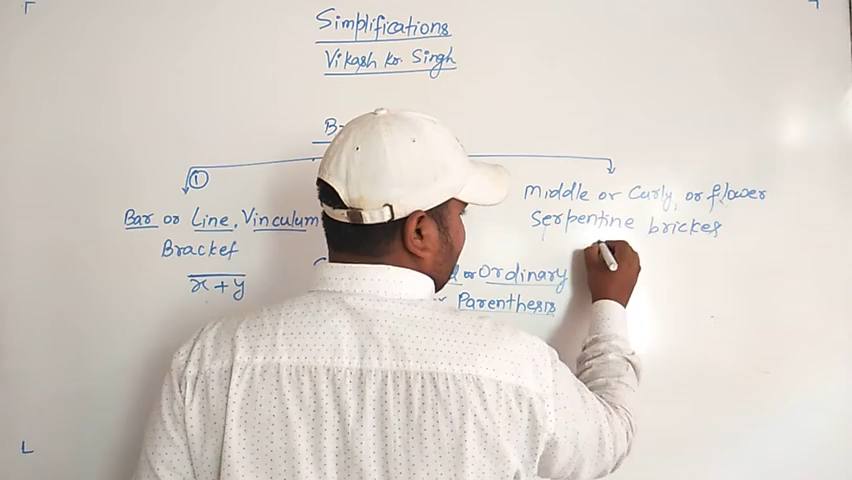 Simplifications
Vikash kr. Singh
①
Bar or Line, Vinculum
Bracket
x + y
or Ordinary
Parenthesis
Middle or Curly, or flower
Serpentine brickes